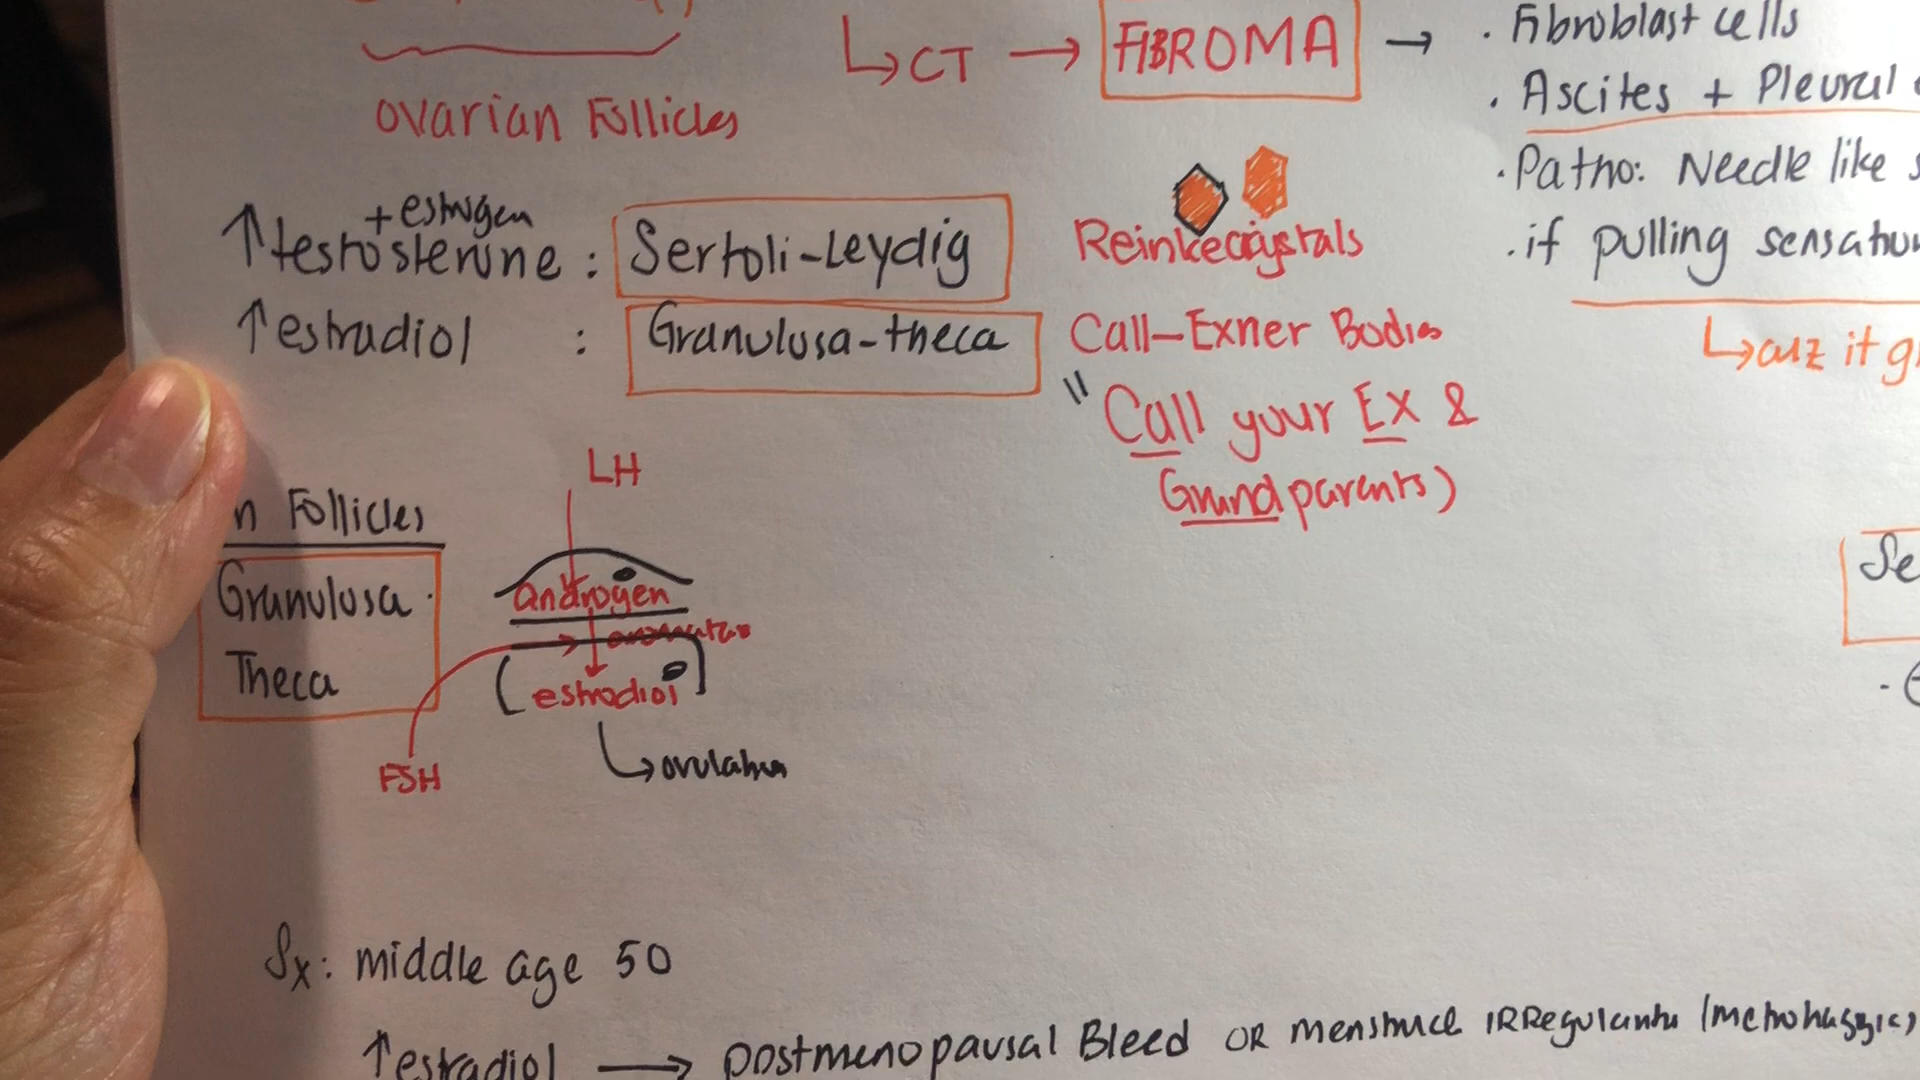 ovarian Follicles
↳ CT → FIBROMA → · Fibroblast cells
· Ascites + Pleural
· Patho: Needle like
· if pulling sensation
↳ cuz it
+ estrogen
↑ testosterone : Sertoli-Leydig
Reinke crystals
↑ estradiol : Granulosa-theca
Call-Exner Bodies
"Call your Ex &
Grandparents)
n Follicles
Granulosa
Theca
LH
androgen
estradiol
FSH
↳ ovulation
Se
Sx: middle age 50
↑ estradiol → postmenopausal Bleed OR menstrual